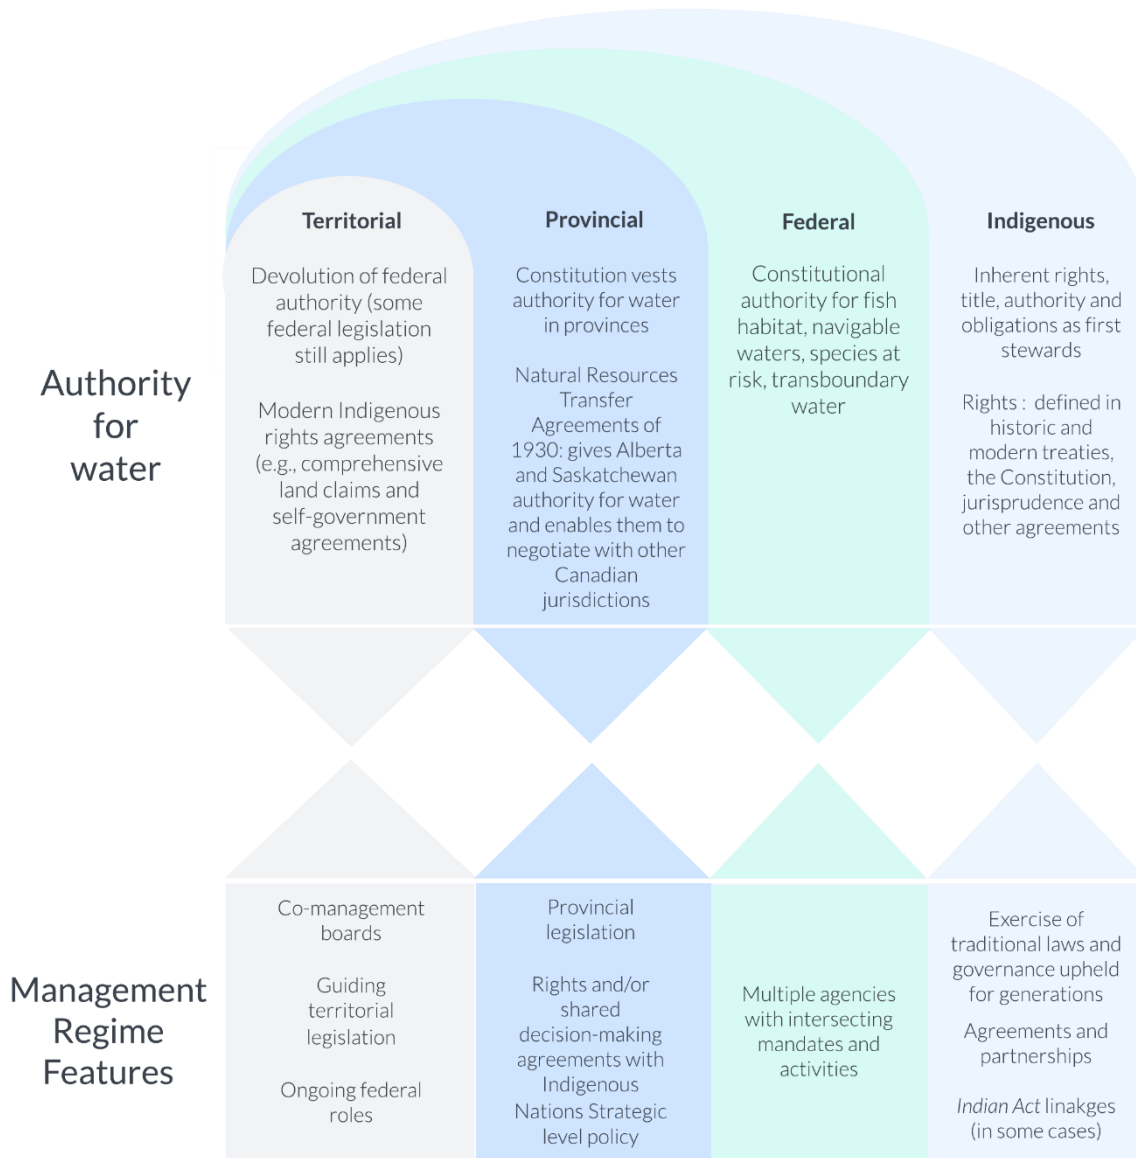 Territorial
Provincial
Federal
Indigenous
Authority
for
water
Devolution of federal
authority (some
federal legislation
still applies)
Modern Indigenous
rights agreements
(e.g., comprehensive
land claims and
self-government
agreements)
Constitution vests
authority for water
in provinces
Natural Resources
Transfer
Agreements of
1930: gives Alberta
and Saskatchewan
authority for water
and enables them to
negotiate with other
Canadian
jurisdictions
Constitutional
authority for fish
habitat, navigable
waters, species at
risk, transboundary
water
Inherent rights,
title, authority and
obligations as first
stewards
Rights : defined in
historic and
modern treaties,
the Constitution,
jurisprudence and
other agreements
Management
Regime
Features
Co-management
boards
Guiding
territorial
legislation
Ongoing federal
roles
Provincial
legislation
Rights and/or
shared
decision-making
agreements with
Indigenous
Nations Strategic
level policy
Multiple agencies
with intersecting
mandates and
activities
Exercise of
traditional laws and
governance upheld
for generations
Agreements and
partnerships
Indian Act linakges
(in some cases)